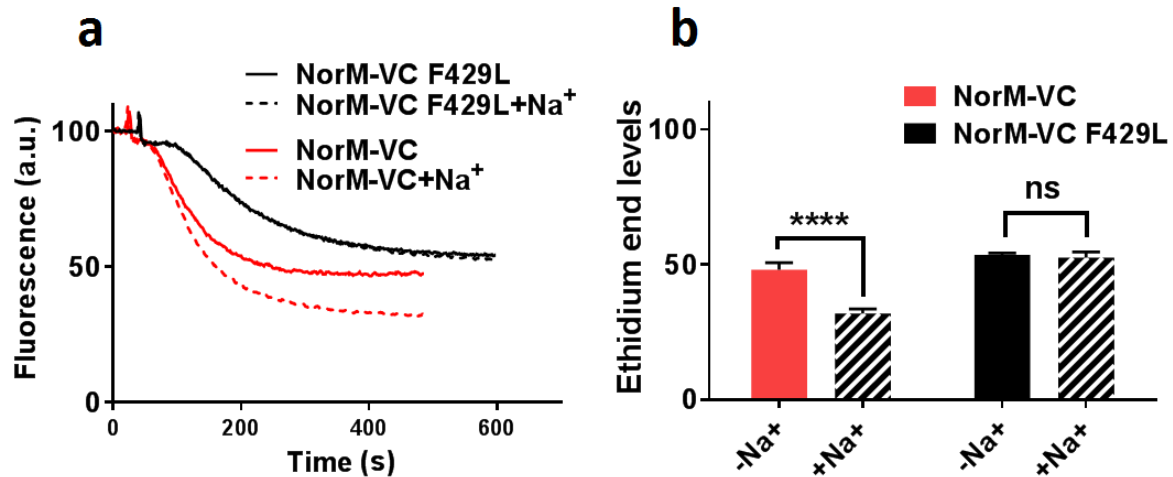 a
NorM-VC F429L
NorM-VC F429L+Na⁺
NorM-VC
NorM-VC+Na⁺
Fluorescence (a.u.)
100
50
0
0 200 400 600
Time (s)
b
NorM-VC
NorM-VC F429L
Ethidium end levels
100
50
0
****
ns
-Na+ +Na+ -Na+ +Na+